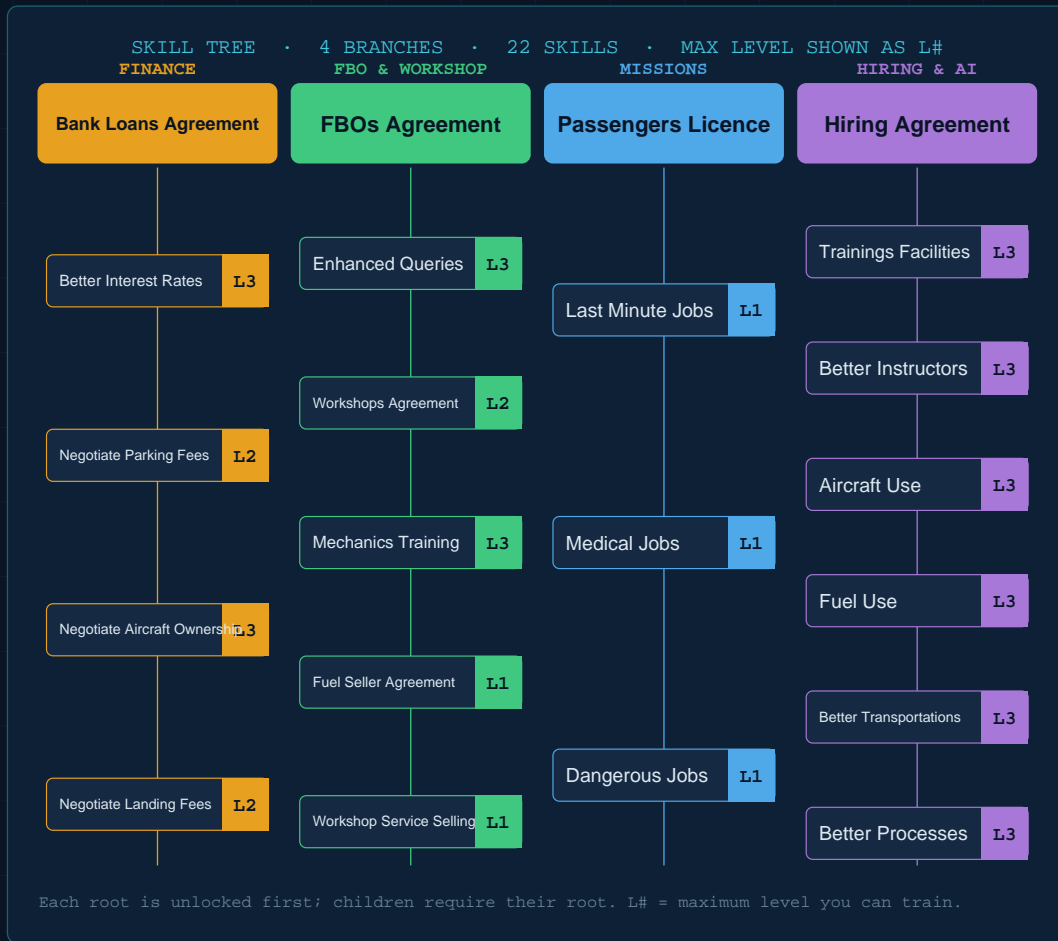 SKILL TREE · 4 BRANCHES · 22 SKILLS · MAX LEVEL SHOWN AS L#
FINANCE
Bank Loans Agreement
Better Interest Rates L3
Negotiate Parking Fees L2
Negotiate Aircraft Ownership L3
Negotiate Landing Fees L2
FBO & WORKSHOP
FBOs Agreement
Enhanced Queries L3
Workshops Agreement L2
Mechanics Training L3
Fuel Seller Agreement L1
Workshop Service Selling L1
MISSIONS
Passengers Licence
Last Minute Jobs L1
Medical Jobs L1
Dangerous Jobs L1
HIRING & AI
Hiring Agreement
Trainings Facilities L3
Better Instructors L3
Aircraft Use L3
Fuel Use L3
Better Transportations L3
Better Processes L3
Each root is unlocked first; children require their root. L# = maximum level you can train.